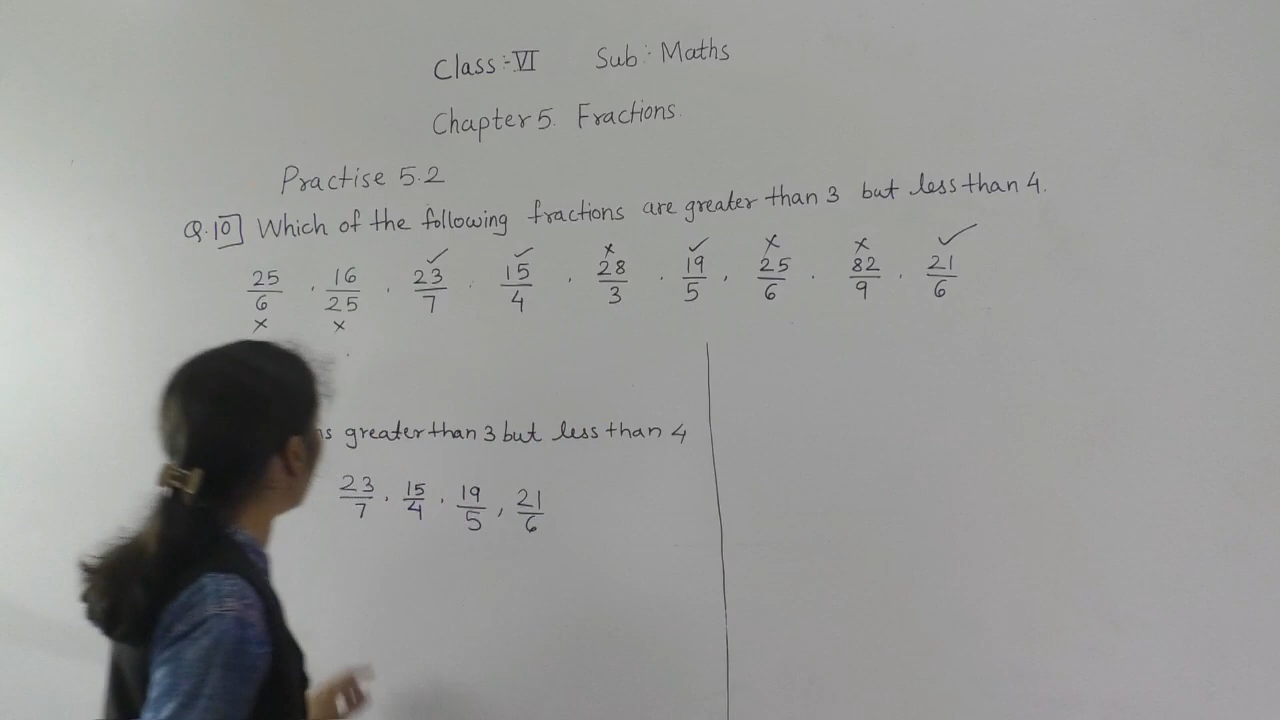 Class:-VI Sub:- Maths
Chapter 5. Fractions.
Practise 5.2
Q.10] Which of the following fractions are greater than 3 but less than 4.
25/6 , 16/25 , 23/7 , 15/4 , 28/3 , 19/5 , 25/6 , 82/9 , 21/6
greater than 3 but less than 4
23/7 , 15/4 , 19/5 , 21/6